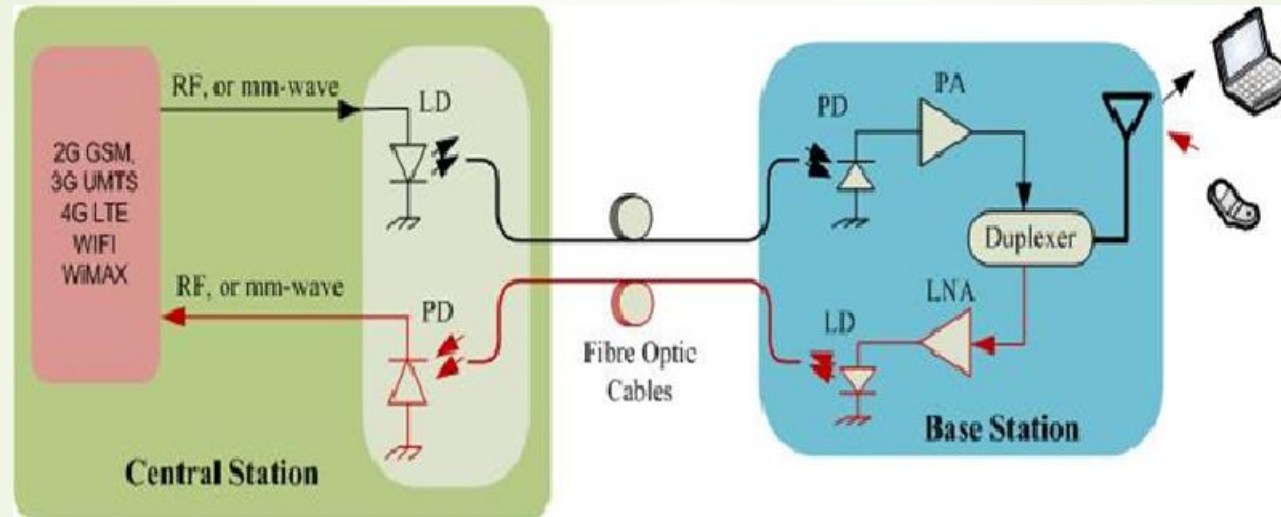 RF, or mm-wave
LD
2G GSM,
3G UMTS
4G LTE
WIFI
WiMAX
RF, or mm-wave
PD
Central Station
Fibre Optic
Cables
PD
PA
Duplexer
LNA
LD
Base Station